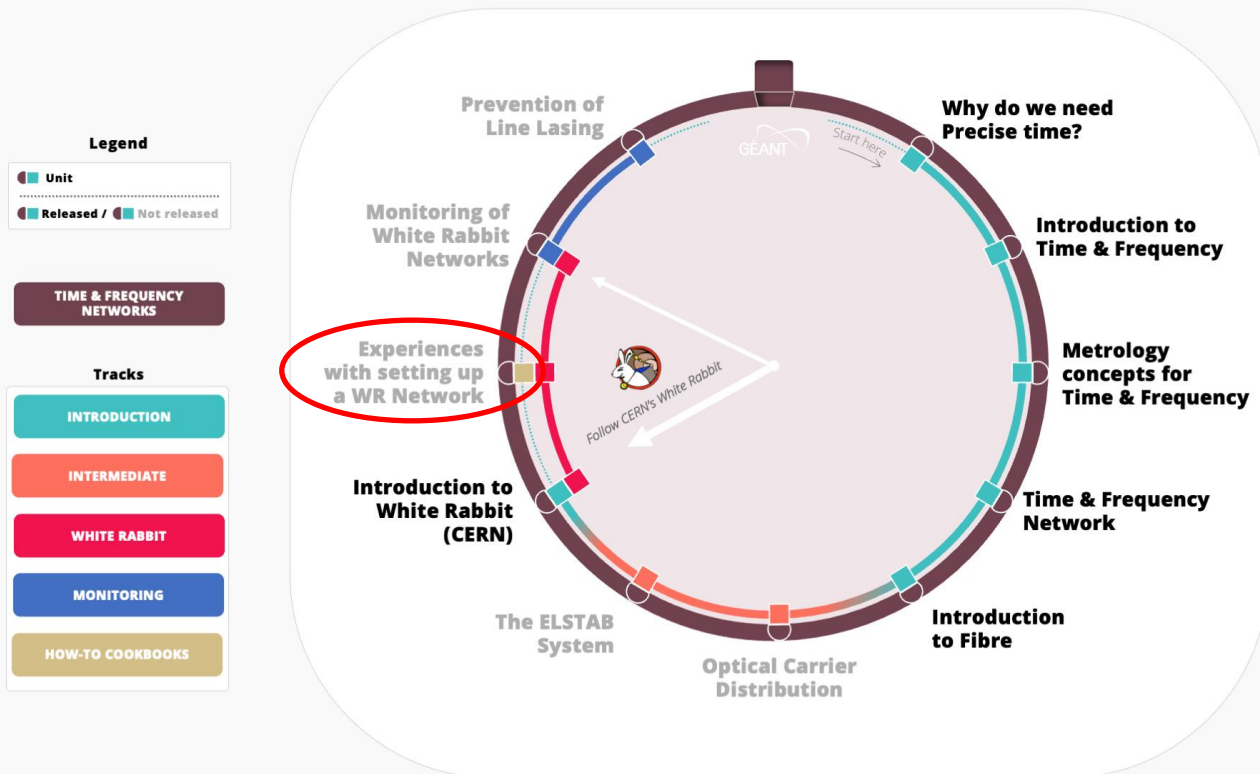 Legend
Unit
Released / Not released
TIME & FREQUENCY
NETWORKS
Tracks
INTRODUCTION
INTERMEDIATE
WHITE RABBIT
MONITORING
HOW-TO COOKBOOKS
GÉANT
Start here
Why do we need
Precise time?
Introduction to
Time & Frequency
Metrology
concepts for
Time & Frequency
Time & Frequency
Network
Introduction
to Fibre
Optical Carrier
Distribution
The ELSTAB
System
Introduction to
White Rabbit
(CERN)
Experiences
with setting up
a WR Network
Monitoring of
White Rabbit
Networks
Prevention of
Line Lasing
Follow CERN's White Rabbit